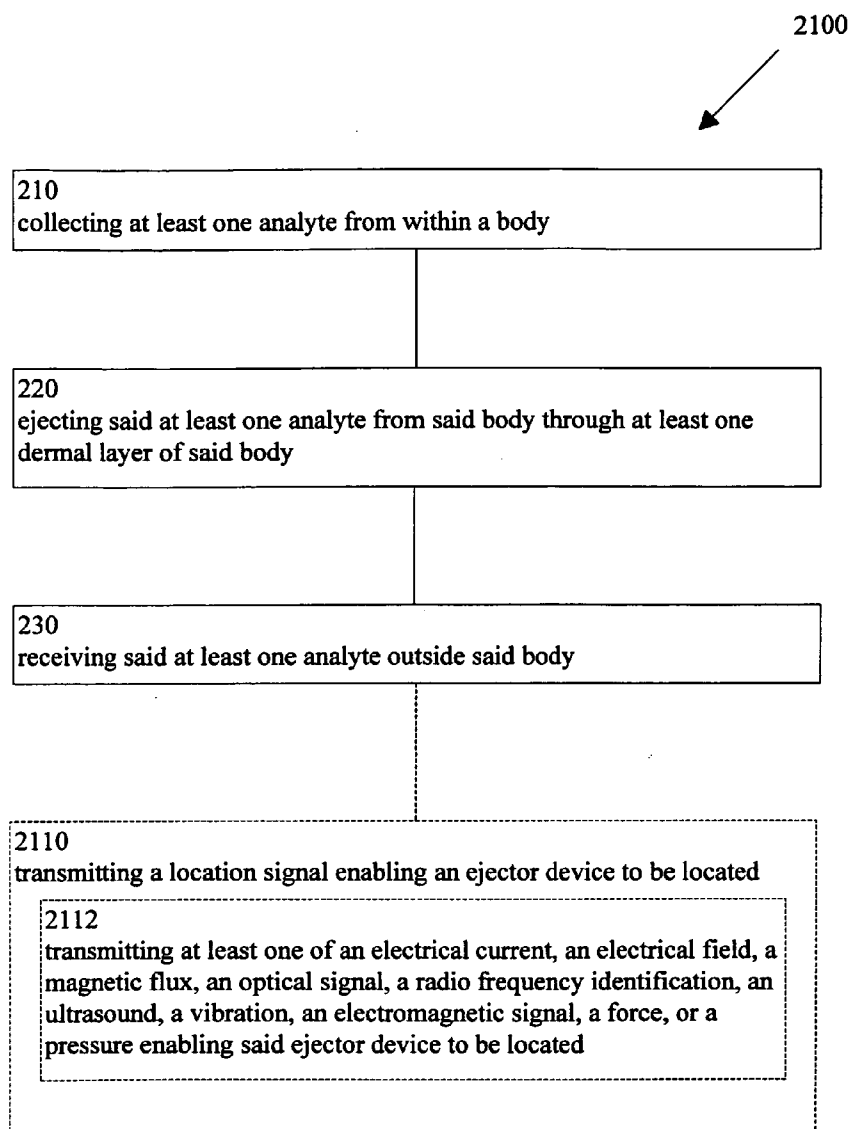 2100
210
collecting at least one analyte from within a body
220
ejecting said at least one analyte from said body through at least one
dermal layer of said body
230
receiving said at least one analyte outside said body
2110
transmitting a location signal enabling an ejector device to be located
2112
transmitting at least one of an electrical current, an electrical field, a
magnetic flux, an optical signal, a radio frequency identification, an
ultrasound, a vibration, an electromagnetic signal, a force, or a
pressure enabling said ejector device to be located